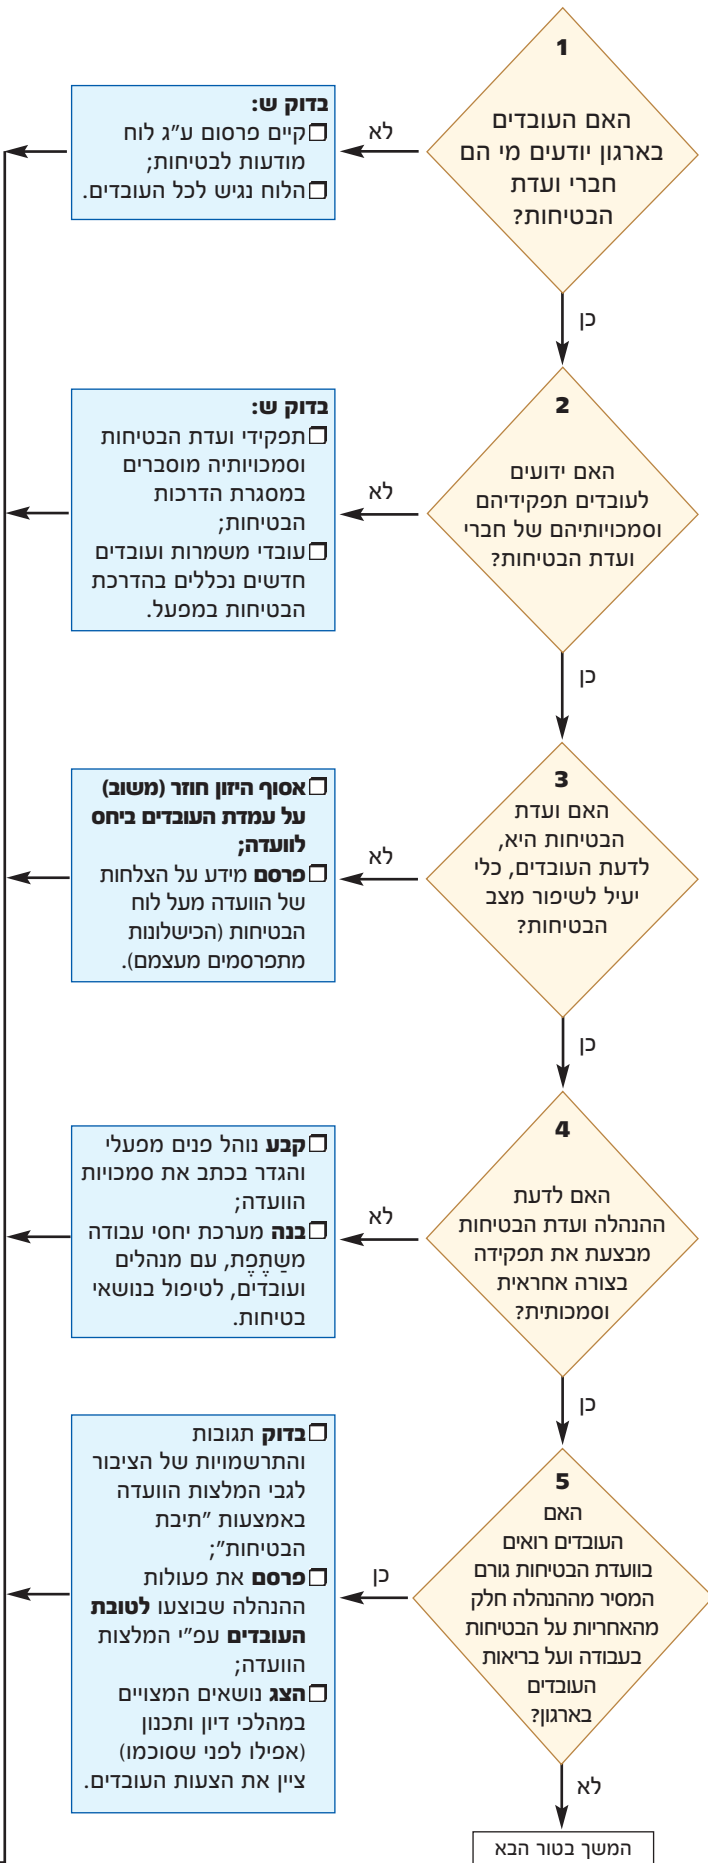 1
האם העובדים
בארגון יודעים מי הם
חברי ועדת
הבטיחות?
לא
בדוק ש:
קיים פרסום ע"ג לוח
מודעות לבטיחות;
הלוח נגיש לכל העובדים.
כן
2
האם ידועים
לעובדים תפקידיהם
וסמכויותיהם של חברי
ועדת הבטיחות?
לא
בדוק ש:
תפקידי ועדת הבטיחות
וסמכויותיה מוסברים
במסגרת הדרכות
הבטיחות;
עובדי משמרות ועובדים
חדשים נכללים בהדרכת
הבטיחות במפעל.
כן
3
האם ועדת
הבטיחות היא,
לדעת העובדים, כלי
יעיל לשיפור מצב
הבטיחות?
לא
אסוף היזון חוזר (משוב)
על עמדת העובדים ביחס
לוועדה;
פרסם מידע על הצלחות
של הוועדה מעל לוח
הבטיחות (הכישלונות
מתפרסמים מעצמם).
כן
4
האם לדעת
ההנהלה ועדת הבטיחות
מבצעת את תפקידה
בצורה אחראית
וסמכותית?
לא
קבע נוהל פנים מפעלי
והגדר בכתב את סמכויות
הוועדה;
בנה מערכת יחסי עבודה
משַתֶפֶת, עם מנהלים
ועובדים, לטיפול בנושאי
בטיחות.
כן
5
האם
העובדים רואים
בוועדת הבטיחות גורם
המסיר מההנהלה חלק
מהאחריות על הבטיחות
בעבודה ועל בריאות
העובדים
בארגון?
כן
בדוק תגובות
והתרשמויות של הציבור
לגבי המלצות הוועדה
באמצעות "תיבת
הבטיחות";
פרסם את פעולות
ההנהלה שבוצעו לטובת
העובדים עפ"י המלצות
הוועדה;
הצג נושאים המצויים
במהלכי דיון ותכנון
(אפילו לפני שסוכמו)
ציין את הצעות העובדים.
לא
המשך בטור הבא